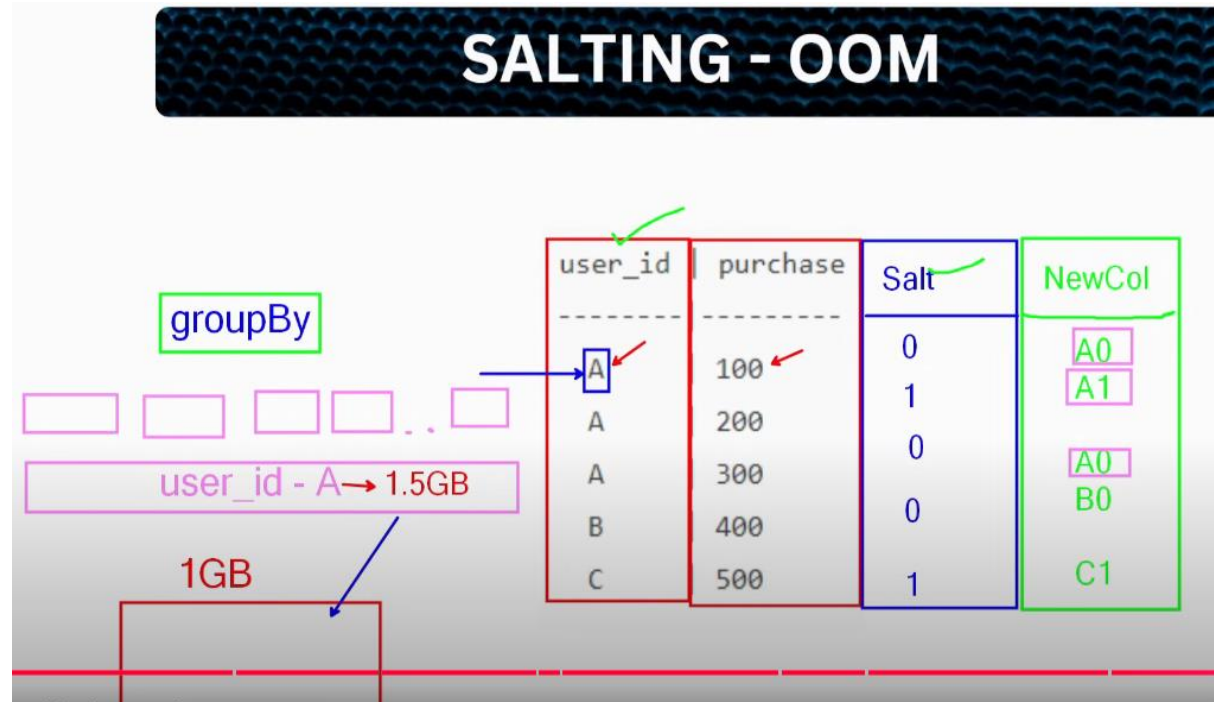 SALTING - OOM
user_id | purchase Salt NewCol
-------- ---------
groupBy
A 100 0 A0
A 200 1 A1
A 300 0 A0
B 400 0 B0
C 500 1 C1
user_id - A → 1.5GB
1GB